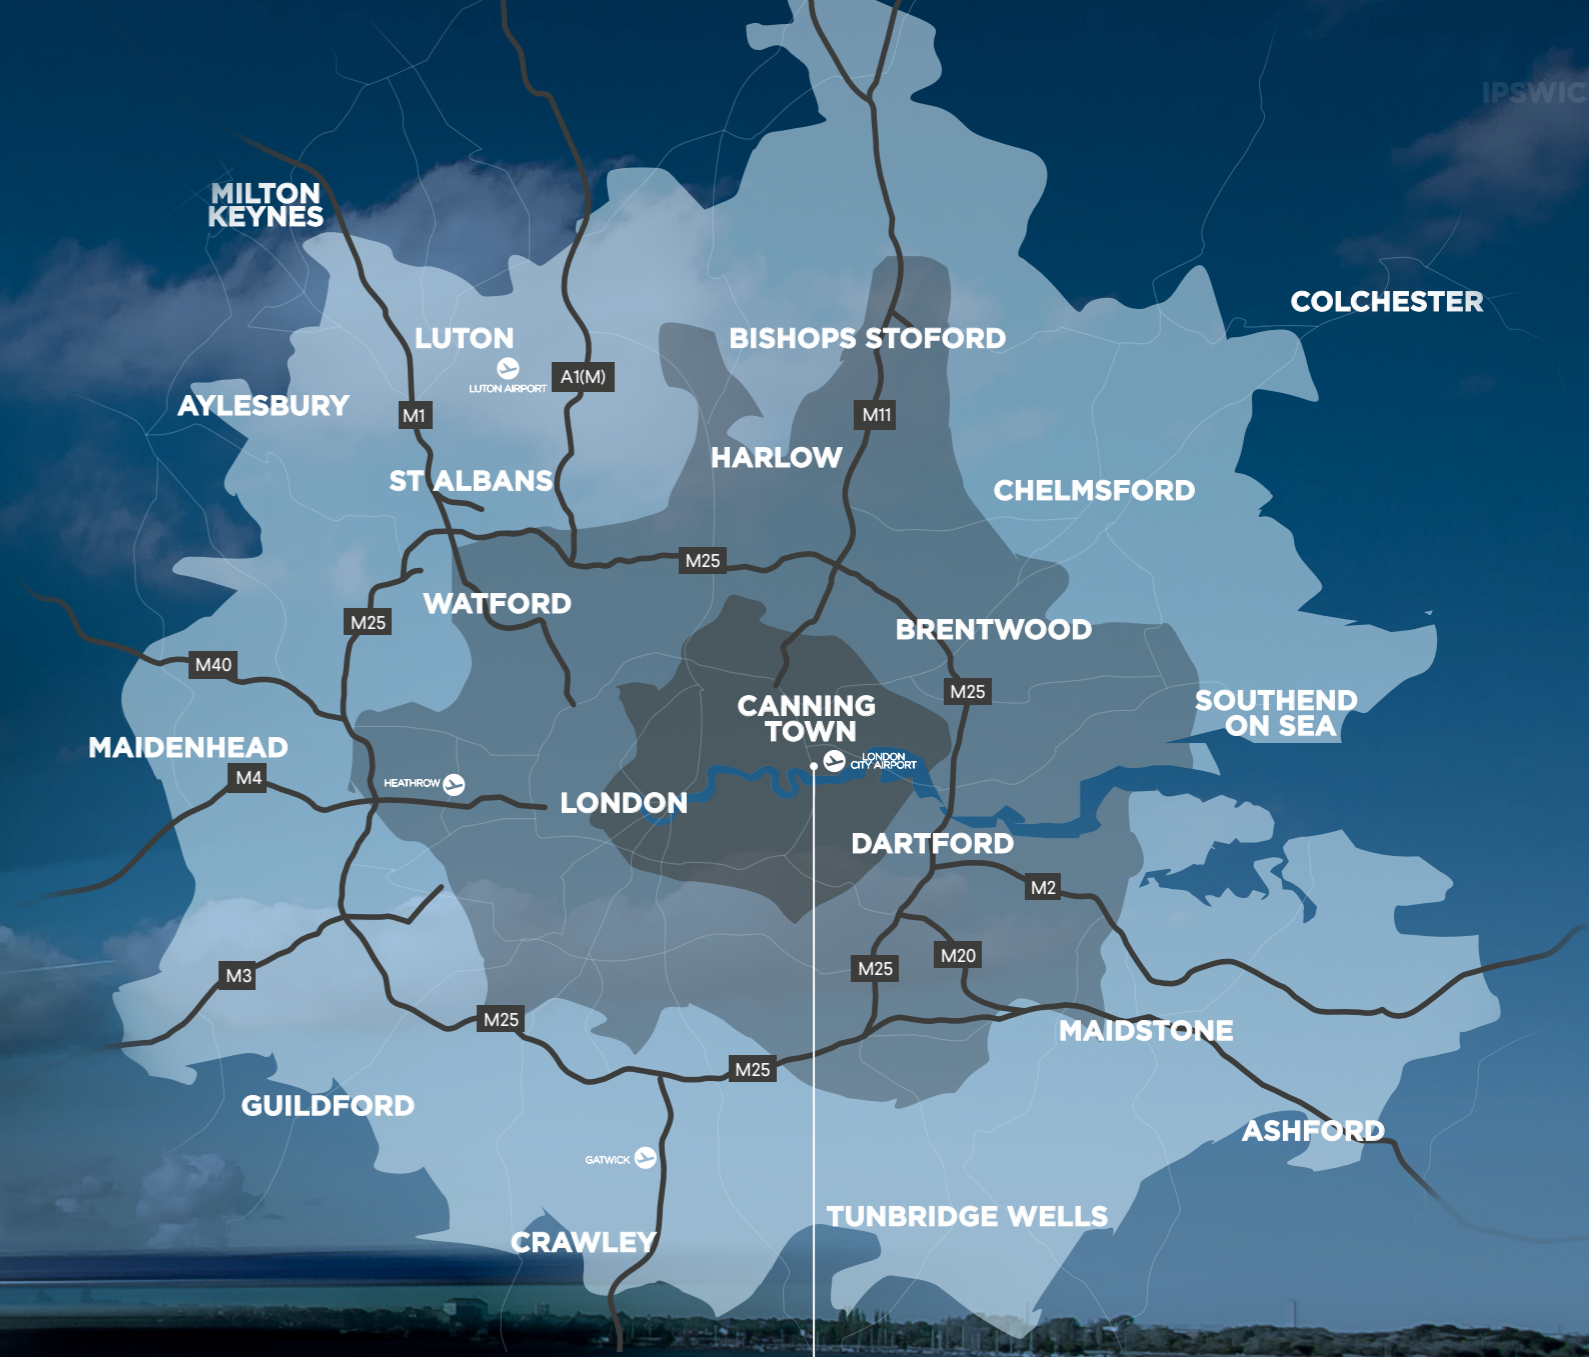 IPSWIC
MILTON
KEYNES
COLCHESTER
LUTON
BISHOPS STOFORD
LUTON AIRPORT
A1(M)
AYLESBURY
M1
M11
HARLOW
ST ALBANS
CHELMSFORD
M25
WATFORD
M25
BRENTWOOD
M40
M25
SOUTHEND
ON SEA
CANNING
TOWN
MAIDENHEAD
LONDON
CITY AIRPORT
M4
HEATHROW
LONDON
DARTFORD
M2
M20
M25
M3
M25
MAIDSTONE
M25
GUILDFORD
ASHFORD
GATWICK
TUNBRIDGE WELLS
CRAWLEY